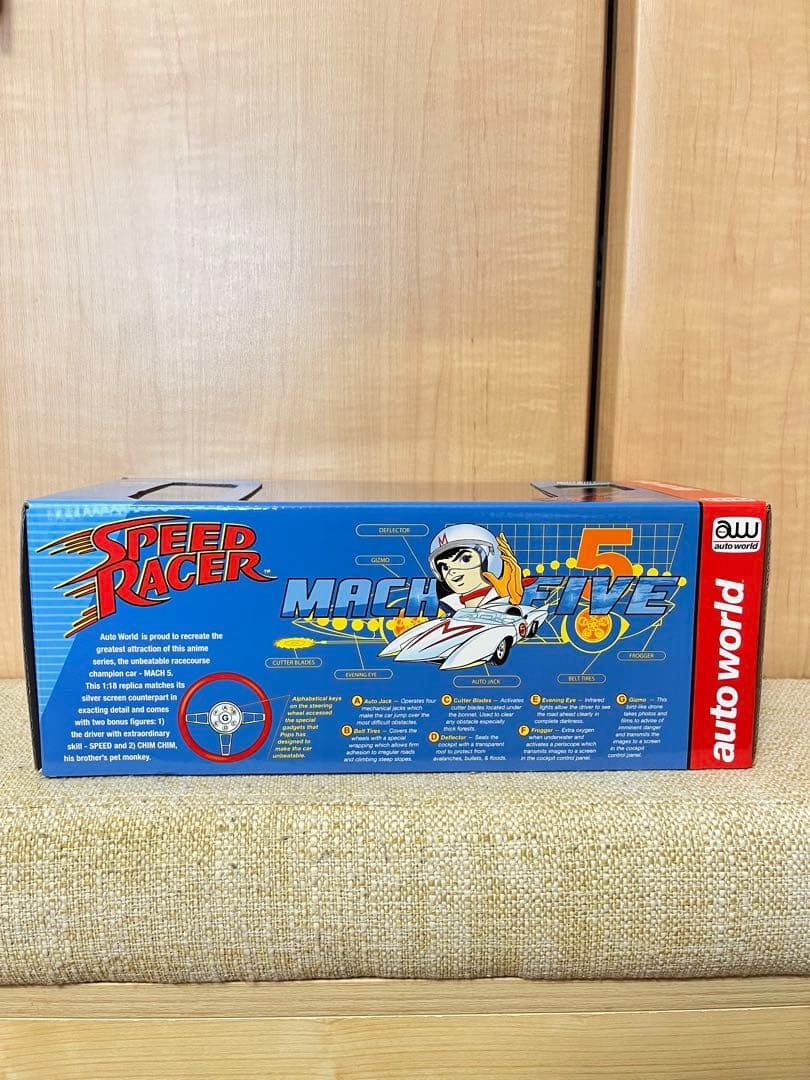 SPEED
RACER™
DEFLECTOR
GIZMO
5
MACH FIVE
M
CUTTER BLADES
EVENING EYE
AUTO JACK
BELT TIRES
FROGGER
Auto World is proud to recreate the
greatest attraction of this anime
series, the unbeatable racecourse
champion car - MACH 5.
This 1:18 replica matches its
silver screen counterpart in
exacting detail and comes
with two bonus figures: 1)
the driver with extraordinary
skill - SPEED and 2) CHIM CHIM,
his brother's pet monkey.
G
Alphabetical keys
on the steering
wheel accessed
the special
gadgets that
Pops has
designed to
make the car
unbeatable.
A Auto Jack – Operates four
mechanical jacks which
make the car jump over the
most difficult obstacles.
B Belt Tires – Covers the
wheels with a special
wrapping which allows firm
adhesion to irregular roads
and climbing steep slopes.
C Cutter Blades – Activates
cutter blades located under
the bonnet. Used to clear
any obstacle especially
thick forests.
D Deflector – Seals the
cockpit with a transparent
roof to protect from
avalanches, bullets, & floods.
E Evening Eye – Infrared
lights allow the driver to see
the road ahead clearly in
complete darkness.
F Frogger – Extra oxygen
when underwater and
activates a periscope which
transmits images to a screen
in the cockpit control panel.
G Gizmo – This
bird-like drone
takes photos and
films to advise of
imminent danger
and transmits the
images to a screen
in the cockpit
control panel.
aw
auto world
auto world